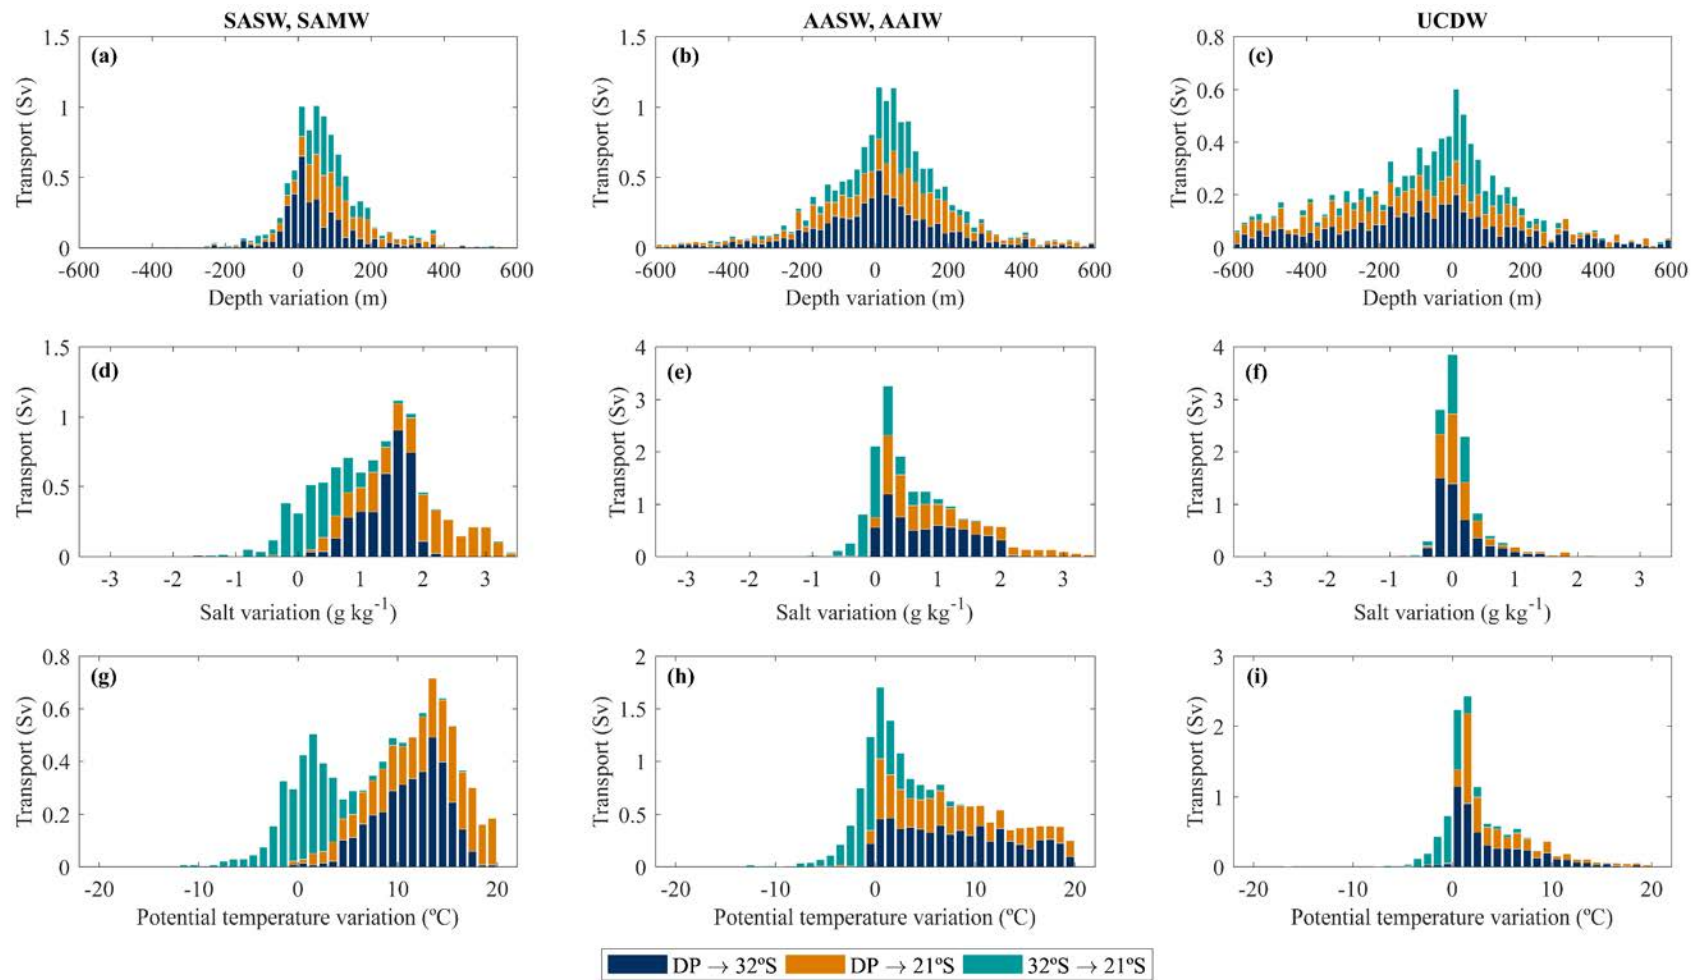 SASW, SAMW
AASW, AAIW
UCDW
(a)
1.5
1
0.5
0
Transport (Sv)
-600 -400 -200 0 200 400 600
Depth variation (m)
(b)
1.5
1
0.5
0
Transport (Sv)
-600 -400 -200 0 200 400 600
Depth variation (m)
(c)
0.8
0.6
0.4
0.2
0
Transport (Sv)
-600 -400 -200 0 200 400 600
Depth variation (m)
(d)
1.5
1
0.5
0
Transport (Sv)
-3 -2 -1 0 1 2 3
Salt variation (g kg⁻¹)
(e)
4
3
2
1
0
Transport (Sv)
-3 -2 -1 0 1 2 3
Salt variation (g kg⁻¹)
(f)
4
3
2
1
0
Transport (Sv)
-3 -2 -1 0 1 2 3
Salt variation (g kg⁻¹)
(g)
0.8
0.6
0.4
0.2
0
Transport (Sv)
-20 -10 0 10 20
Potential temperature variation (ºC)
(h)
2
1.5
1
0.5
0
Transport (Sv)
-20 -10 0 10 20
Potential temperature variation (ºC)
(i)
3
2
1
0
Transport (Sv)
-20 -10 0 10 20
Potential temperature variation (ºC)
DP → 32ºS DP → 21ºS 32ºS → 21ºS